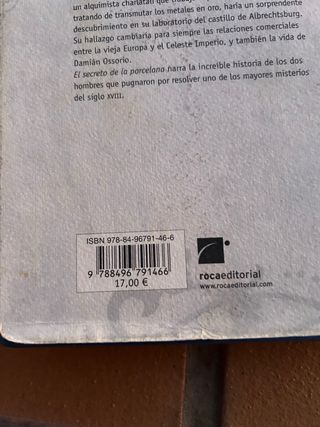 un alquimista charlatán que
tratando de transmutar los metales en oro, haría un sorprendente
descubrimiento en su laboratorio del castillo de Albrechtsburg.
Su hallazgo cambiaría para siempre las relaciones comerciales
entre la vieja Europa y el Celeste Imperio, y también la vida de
Damián Ossorio.
El secreto de la porcelana narra la increíble historia de los dos
hombres que pugnaron por resolver uno de los mayores misterios
del siglo XVIII.
ISBN 978-84-96791-46-6
9 788496 791466
17,00 €
rocaeditorial
www.rocaeditorial.com